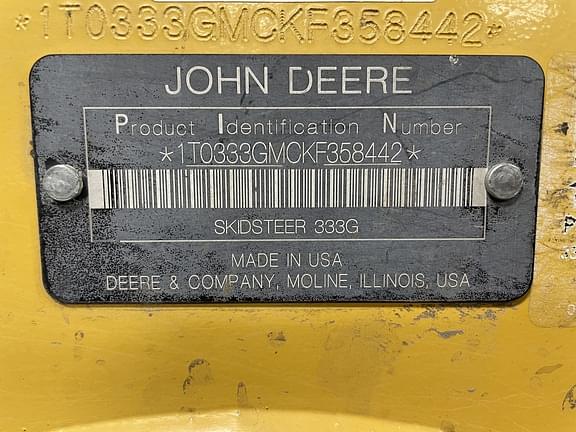 *1T0333GMCKF358442*
JOHN DEERE
Product Identification Number
*1T0333GMCKF358442*
SKIDSTEER 333G
MADE IN USA
DEERE & COMPANY, MOLINE, ILLINOIS, USA